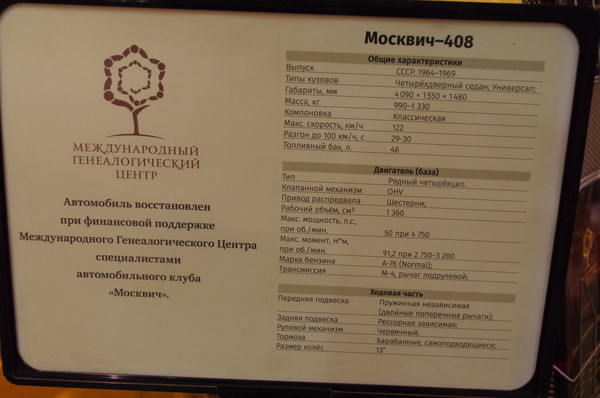 МЕЖДУНАРОДНЫЙ
ГЕНЕАЛОГИЧЕСКИЙ
ЦЕНТР
Автомобиль восстановлен
при финансовой поддержке
Международного Генеалогического Центра
специалистами
автомобильного клуба
«Москвич».
Москвич–408
Общие характеристики
Выпуск СССР, 1964–1969
Типы кузовов Четырёхдверный седан; Универсал;
Габариты, мм 4 090 × 1 550 × 1 480
Масса, кг 990–1 330
Компоновка Классическая
Макс. скорость, км/ч 122
Разгон до 100 км/ч, с 29-30
Топливный бак, л. 46
Двигатель (база)
Тип Рядный четырёхцил.
Клапанной механизм OHV
Привод распредвала Шестерни;
Рабочий объём, см³ 1 360
Макс. мощность, л.с.,
при об./мин. 50 при 4 750
Макс. момент, Н*м,
при об./мин. 91,2 при 2 750–3 200
Марка бензина А-76 (Normal);
Трансмиссия М-4, рычаг подрулевой;
Ходовая часть
Передняя подвеска Пружинная независимая
(двойные поперечные рычаги);
Задняя подвеска Рессорная зависимая;
Рулевой механизм Червячный;
Тормоза Барабанные, самоподводящиеся;
Размер колёс 13"